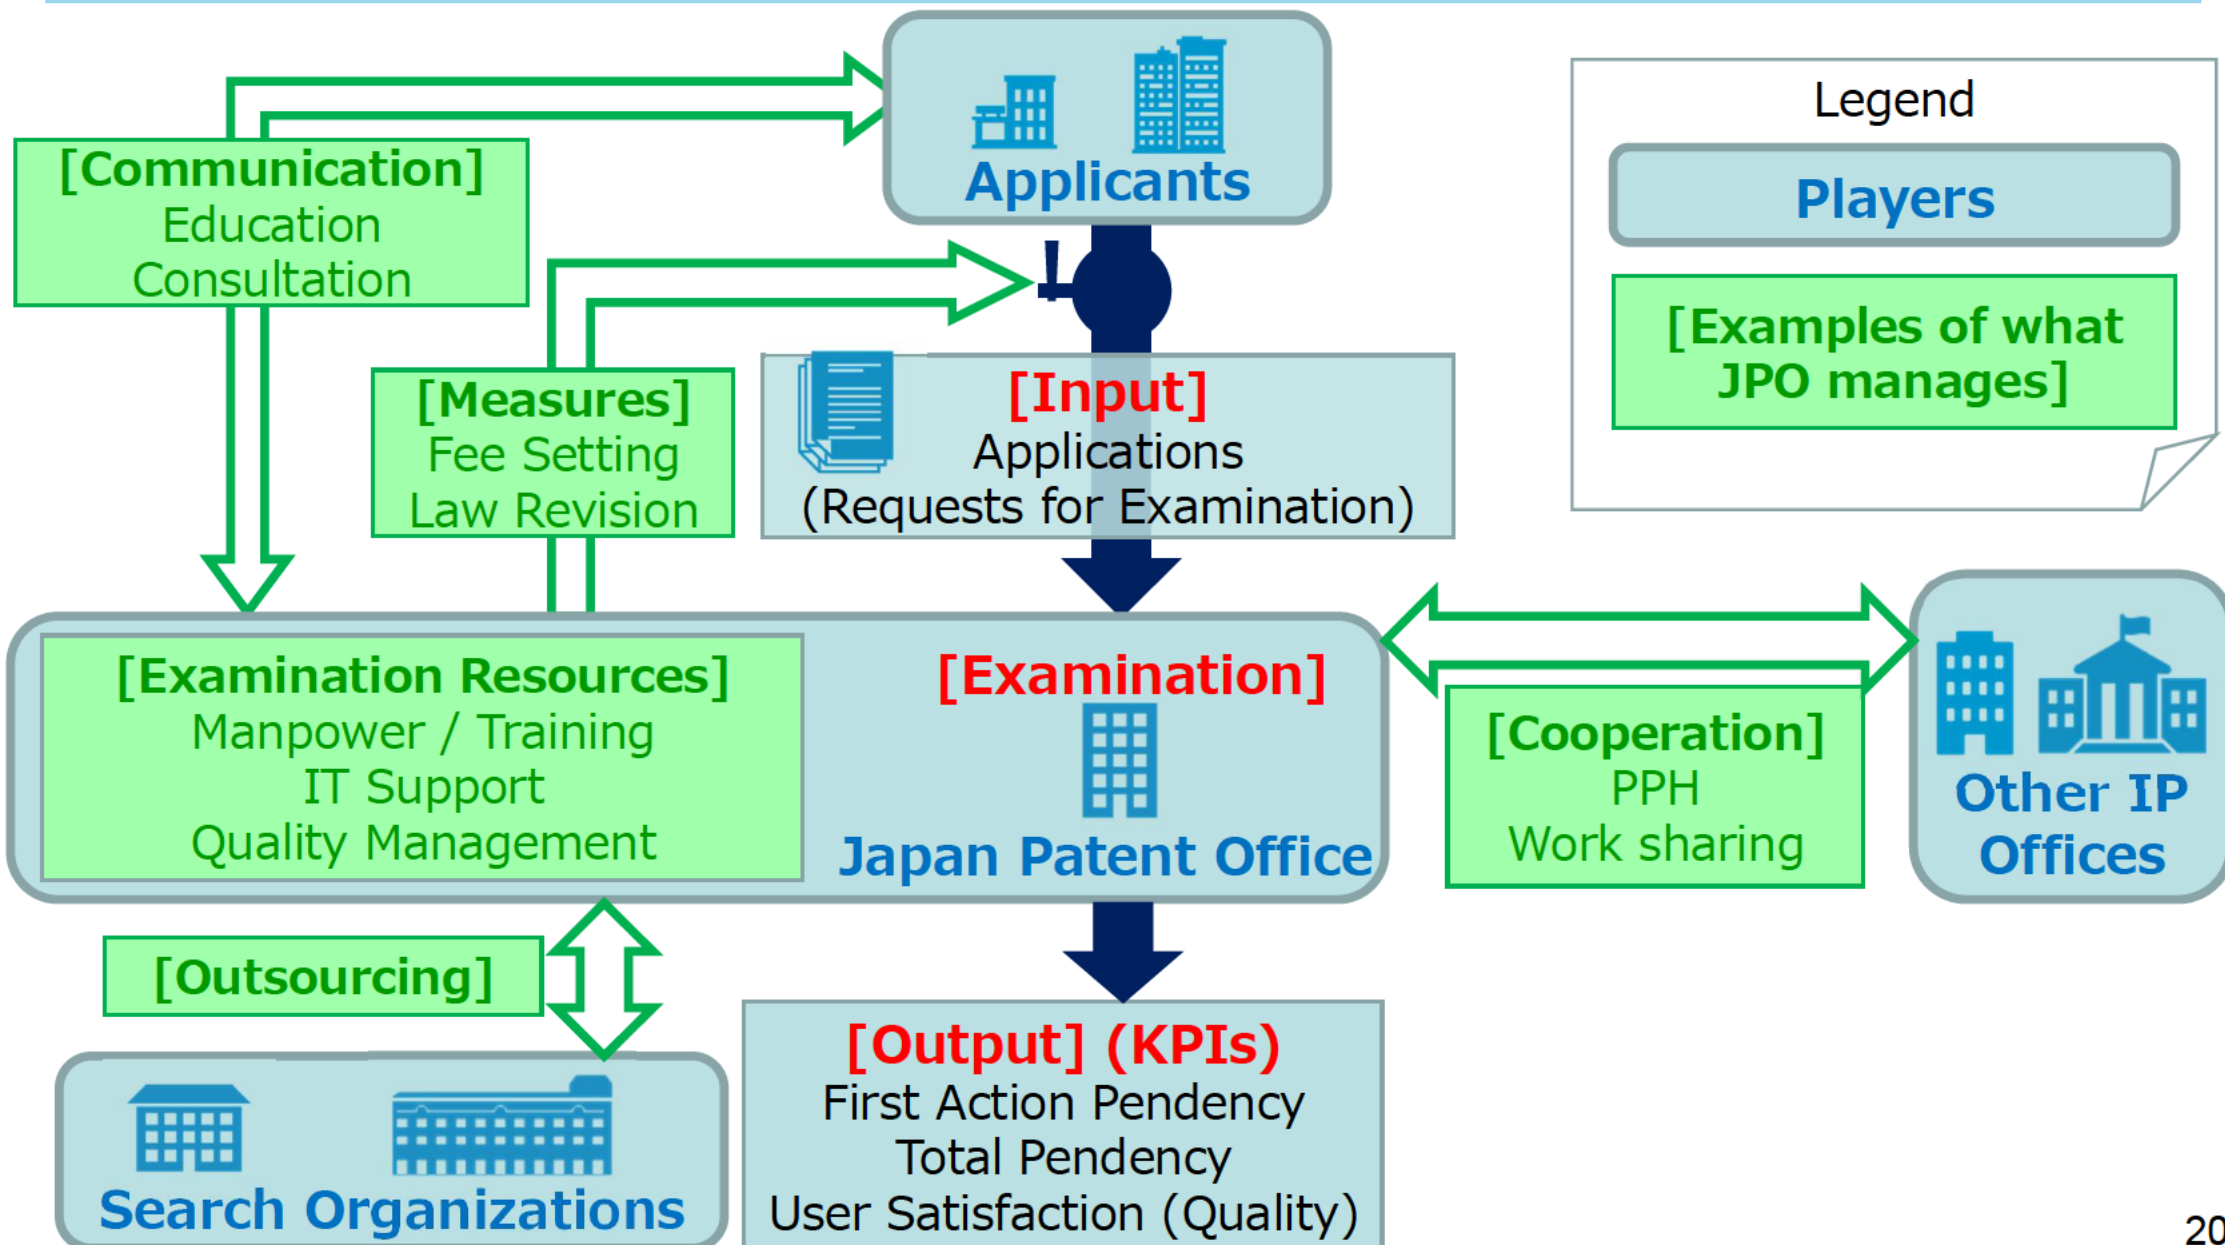 Applicants
Legend
Players
[Examples of what
JPO manages]
[Communication]
Education
Consultation
[Measures]
Fee Setting
Law Revision
[Input]
Applications
(Requests for Examination)
[Examination Resources]
Manpower / Training
IT Support
Quality Management
[Examination]
Japan Patent Office
[Cooperation]
PPH
Work sharing
Other IP
Offices
[Outsourcing]
Search Organizations
[Output] (KPIs)
First Action Pendency
Total Pendency
User Satisfaction (Quality)
20